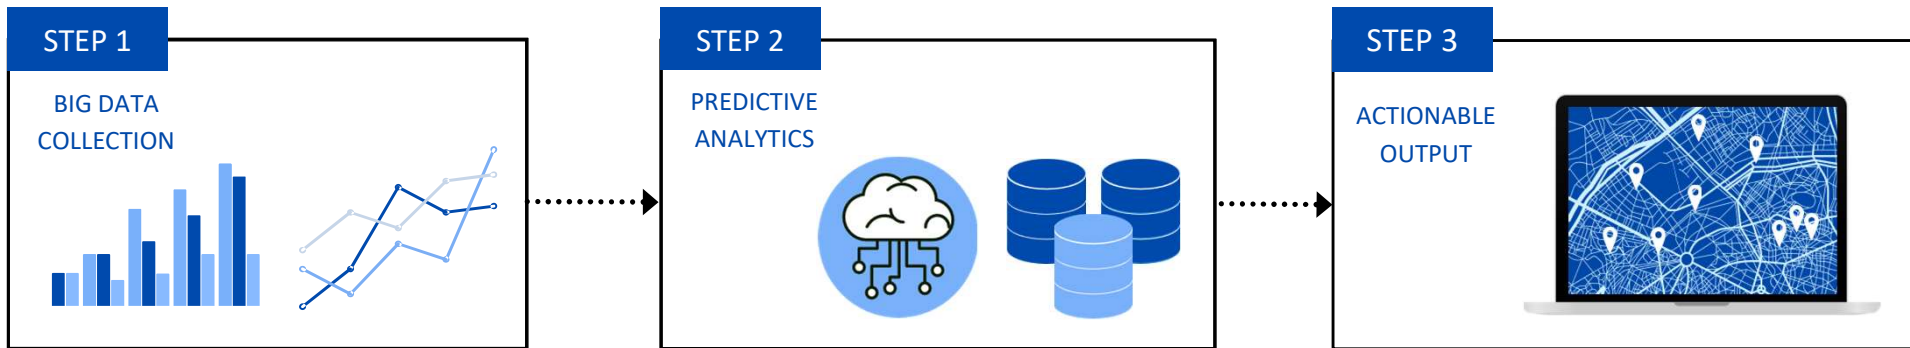 STEP 1
BIG DATA
COLLECTION
STEP 2
PREDICTIVE
ANALYTICS
STEP 3
ACTIONABLE
OUTPUT